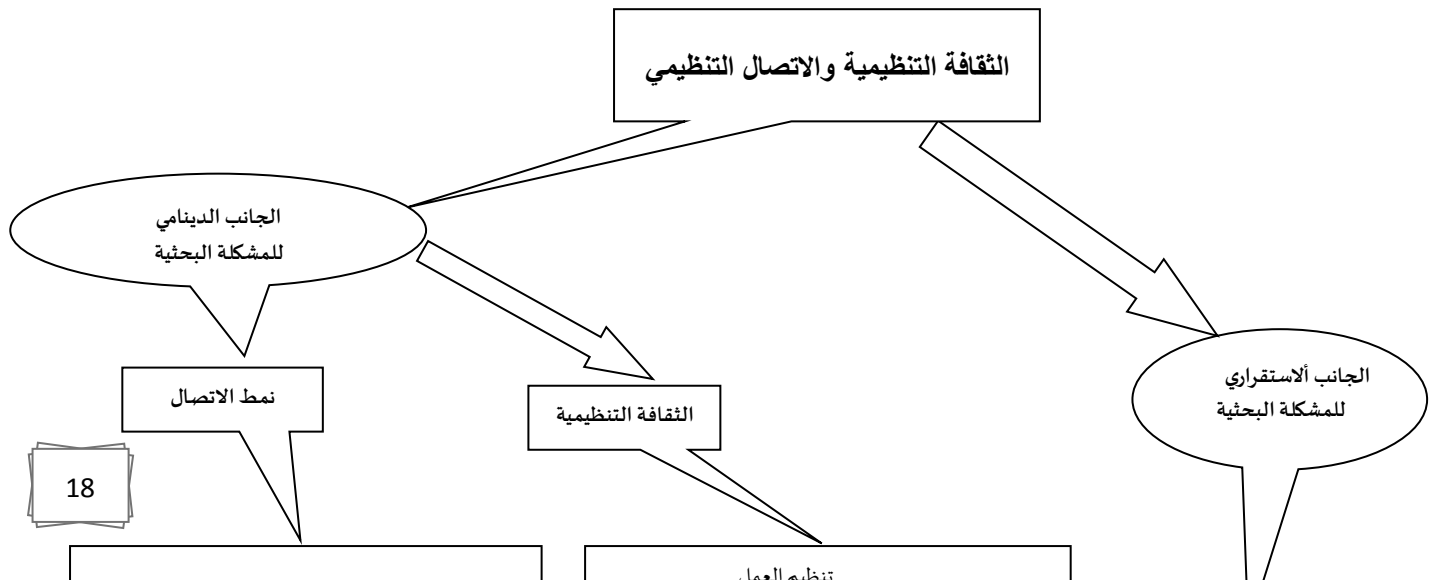 الثقافة التنظيمية والاتصال التنظيمي
الجانب الدينامي
للمشكلة البحثية
الجانب ألاستقراري
للمشكلة البحثية
نمط الاتصال
الثقافة التنظيمية
18
تنظيم العمل